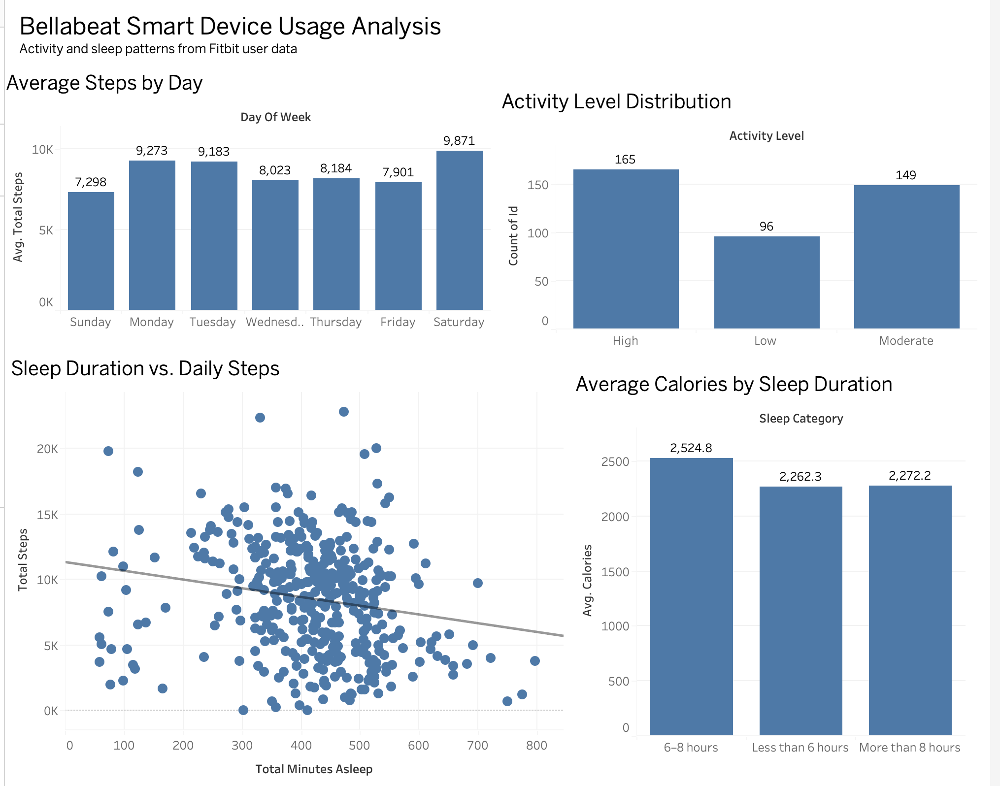 Bellabeat Smart Device Usage Analysis
Activity and sleep patterns from Fitbit user data
Average Steps by Day
Day Of Week
Avg. Total Steps
10K
5K
0K
7,298
9,273
9,183
8,023
8,184
7,901
9,871
Sunday
Monday
Tuesday
Wednesd..
Thursday
Friday
Saturday
Activity Level Distribution
Activity Level
Count of Id
150
100
50
0
165
96
149
High
Low
Moderate
Sleep Duration vs. Daily Steps
Total Steps
20K
15K
10K
5K
0K
0
100
200
300
400
500
600
700
800
Total Minutes Asleep
Average Calories by Sleep Duration
Sleep Category
Avg. Calories
2500
2000
1500
1000
500
0
2,524.8
2,262.3
2,272.2
6–8 hours
Less than 6 hours
More than 8 hours